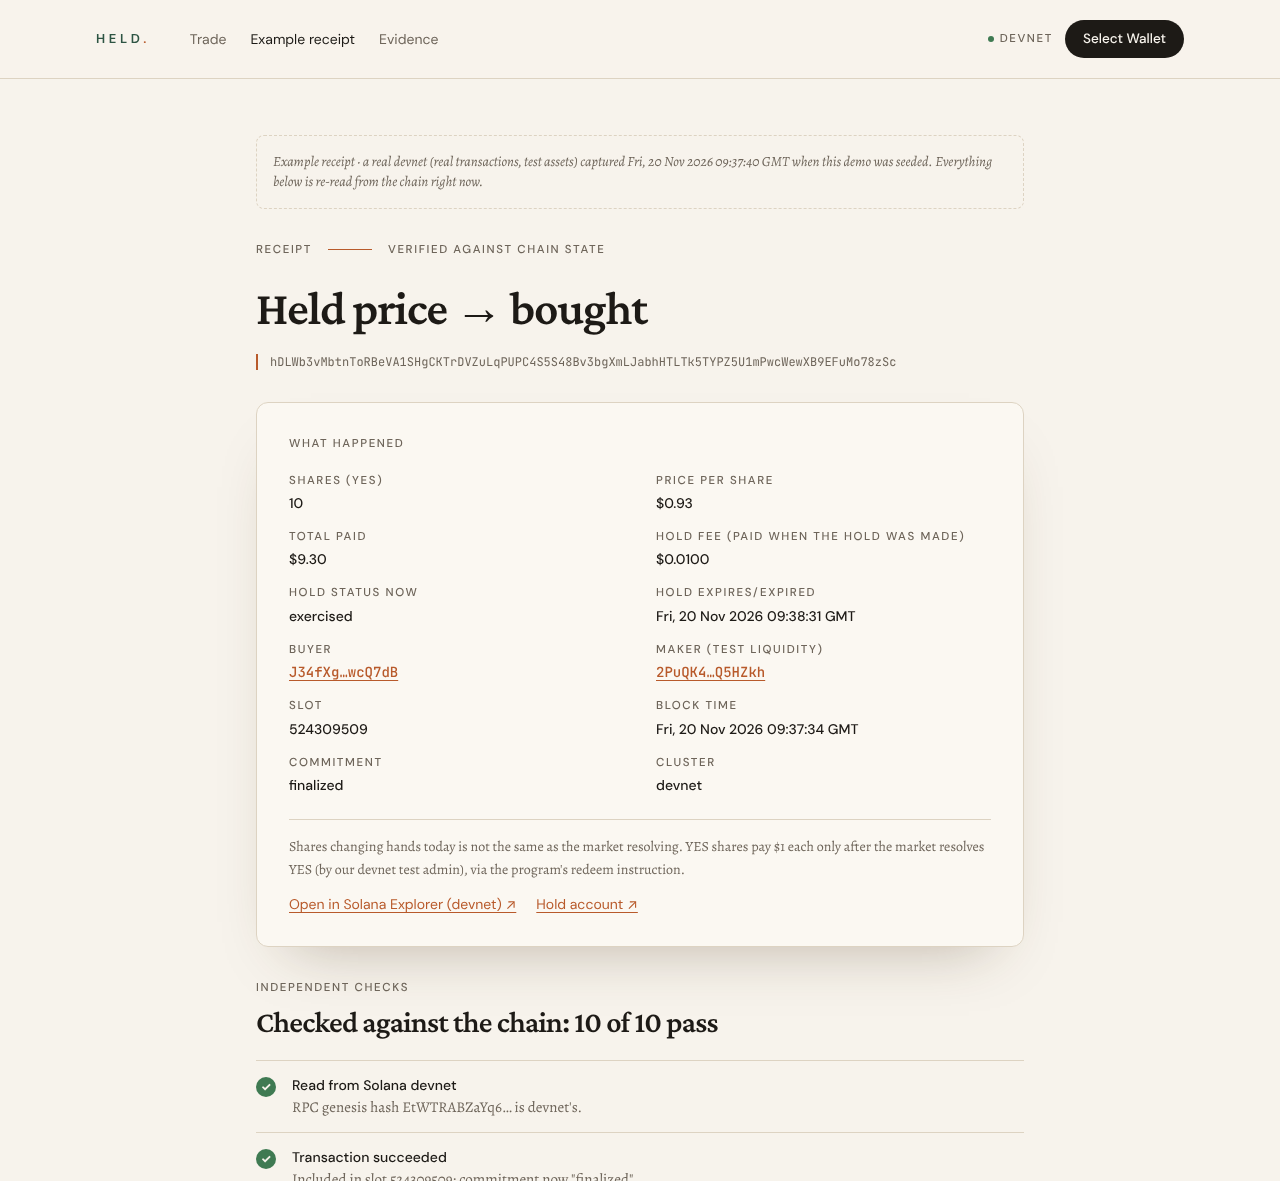 HELD.
Trade
Example receipt
Evidence
DEVNET
Select Wallet
Example receipt · a real devnet (real transactions, test assets) captured Fri, 20 Nov 2026 09:37:40 GMT when this demo was seeded. Everything
below is re-read from the chain right now.
RECEIPT
VERIFIED AGAINST CHAIN STATE
Held price → bought
hDLWb3vMbtnToRBeVA1SHgCKTrDVZuLqPUPC4S5S48Bv3bgXmLJabhHTLTk5TYPZ5U1mPwcWewXB9EFuMo78zSc
WHAT HAPPENED
SHARES (YES)
10
PRICE PER SHARE
$0.93
TOTAL PAID
$9.30
HOLD FEE (PAID WHEN THE HOLD WAS MADE)
$0.0100
HOLD STATUS NOW
exercised
HOLD EXPIRES/EXPIRED
Fri, 20 Nov 2026 09:38:31 GMT
BUYER
J34fXg…wcQ7dB
MAKER (TEST LIQUIDITY)
2PuQK4…Q5HZkh
SLOT
524309509
BLOCK TIME
Fri, 20 Nov 2026 09:37:34 GMT
COMMITMENT
finalized
CLUSTER
devnet
Shares changing hands today is not the same as the market resolving. YES shares pay $1 each only after the market resolves
YES (by our devnet test admin), via the program's redeem instruction.
Open in Solana Explorer (devnet) ↗
Hold account ↗
INDEPENDENT CHECKS
Checked against the chain: 10 of 10 pass
Read from Solana devnet
RPC genesis hash EtWTRABZaYq6… is devnet's.
Transaction succeeded
Included in slot 524309509; commitment now "finalized"